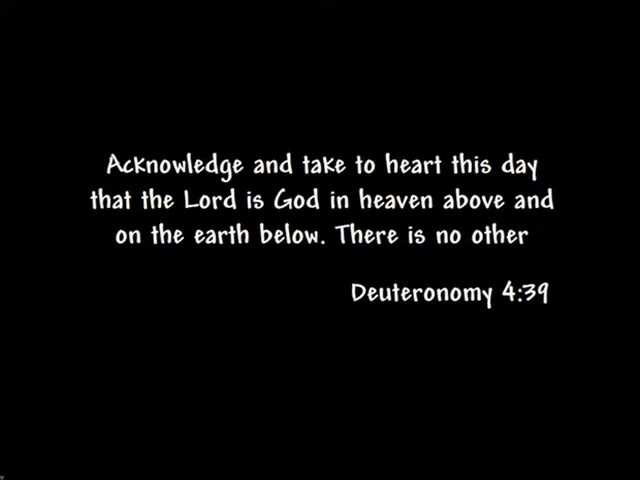 Acknowledge and take to heart this day
that the Lord is God in heaven above and
on the earth below. There is no other
Deuteronomy 4:39